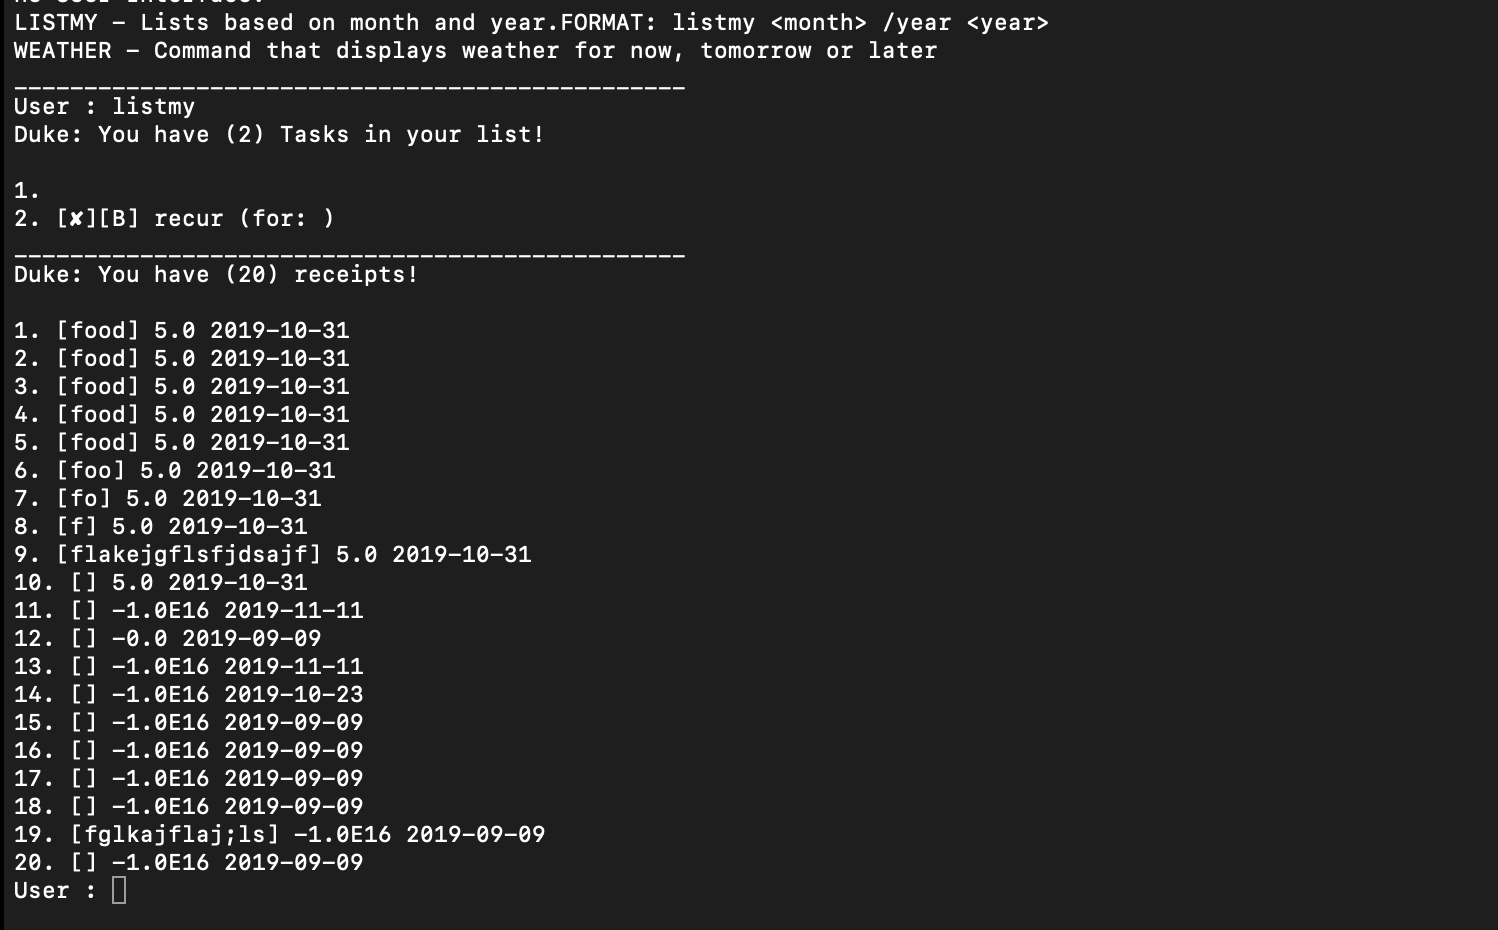 no User Interface.
LISTMY – Lists based on month and year.FORMAT: listmy <month> /year <year>
WEATHER – Command that displays weather for now, tomorrow or later
________________________________________________
User : listmy
Duke: You have (2) Tasks in your list!
1.
2. [✘][B] recur (for: )
________________________________________________
Duke: You have (20) receipts!
1. [food] 5.0 2019-10-31
2. [food] 5.0 2019-10-31
3. [food] 5.0 2019-10-31
4. [food] 5.0 2019-10-31
5. [food] 5.0 2019-10-31
6. [foo] 5.0 2019-10-31
7. [fo] 5.0 2019-10-31
8. [f] 5.0 2019-10-31
9. [flakejgflsfjdsajf] 5.0 2019-10-31
10. [] 5.0 2019-10-31
11. [] -1.0E16 2019-11-11
12. [] -0.0 2019-09-09
13. [] -1.0E16 2019-11-11
14. [] -1.0E16 2019-10-23
15. [] -1.0E16 2019-09-09
16. [] -1.0E16 2019-09-09
17. [] -1.0E16 2019-09-09
18. [] -1.0E16 2019-09-09
19. [fglkajflaj;ls] -1.0E16 2019-09-09
20. [] -1.0E16 2019-09-09
User :